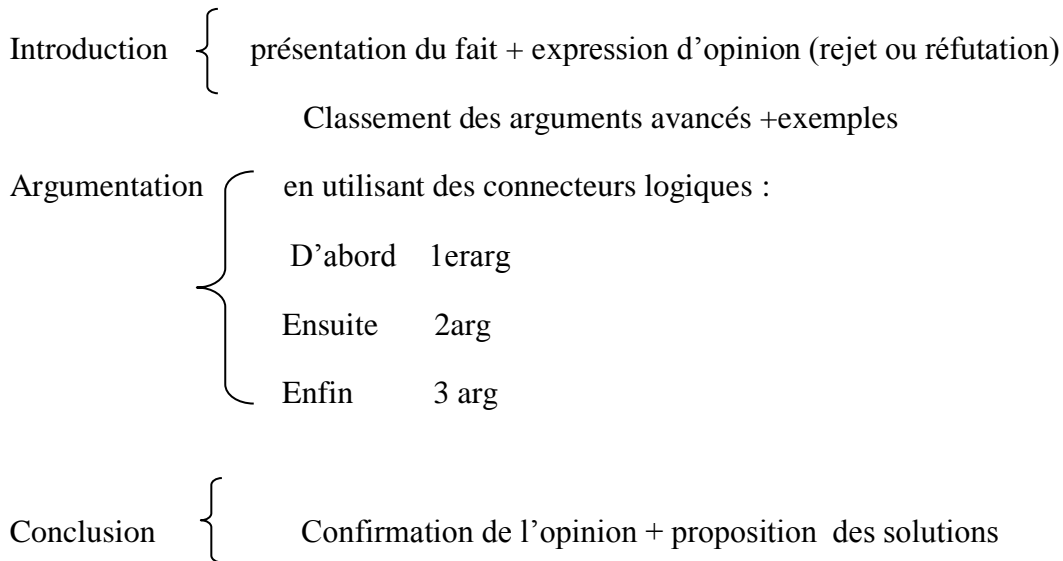 Introduction présentation du fait + expression d’opinion (rejet ou réfutation)
Classement des arguments avancés +exemples
Argumentation en utilisant des connecteurs logiques :
D’abord 1erarg
Ensuite 2arg
Enfin 3 arg
Conclusion Confirmation de l’opinion + proposition des solutions